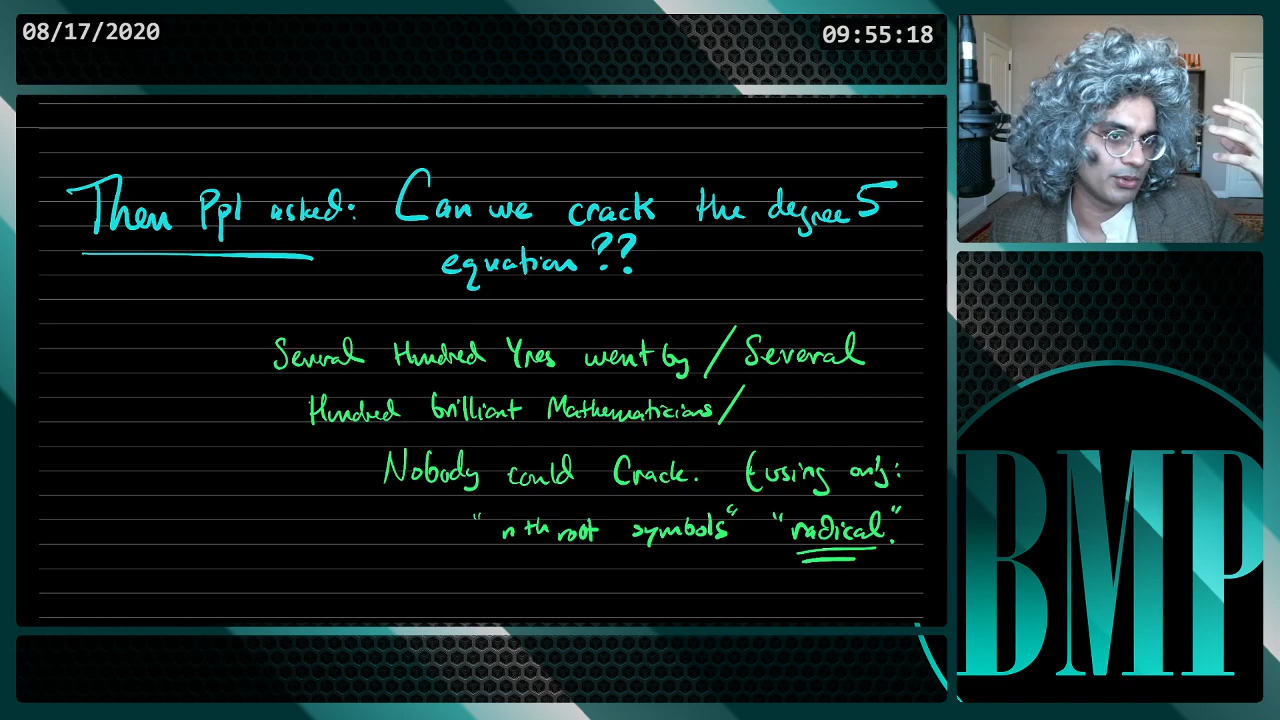 08/17/2020
09:55:18
Then Ppl asked: Can we crack the degree 5
equation??
Several Hundred Yres went by / Several
Hundred brilliant Mathematicians /
Nobody could Crack. (using only:
"nth root symbols" "radical."
BMP